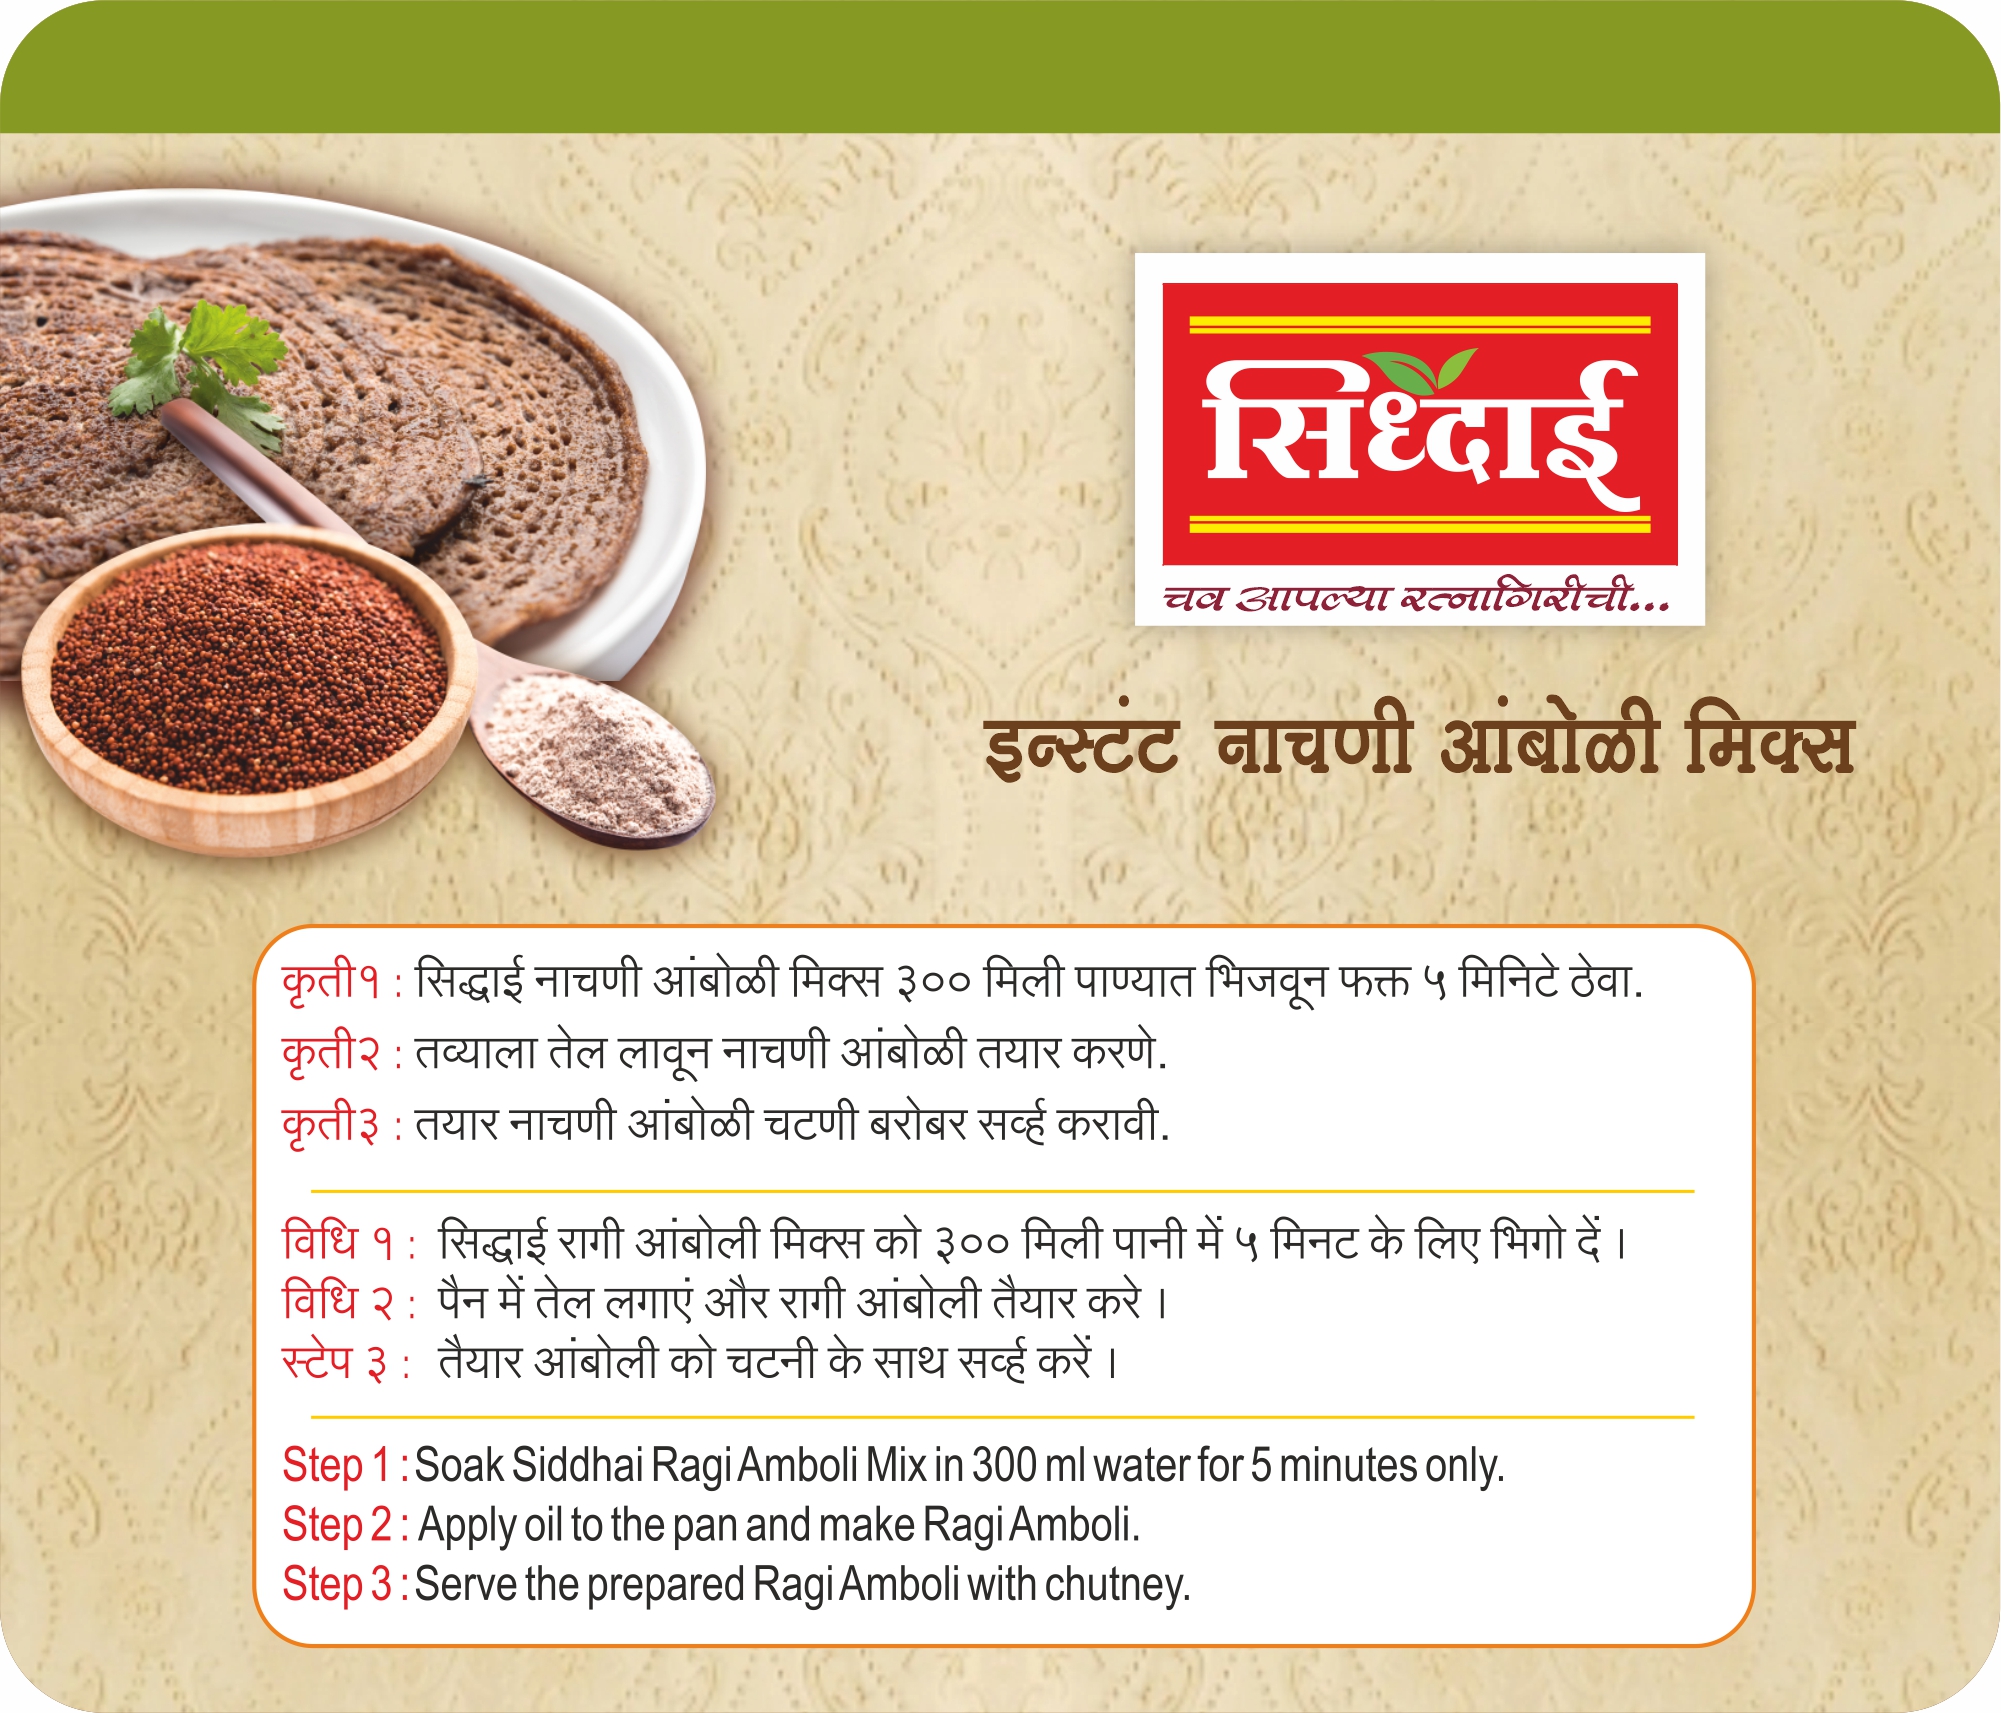 सिध्दाई
चव आपल्या रत्नागिरीची...
इन्स्टंट नाचणी आंबोळी मिक्स
कृती१ : सिद्धाई नाचणी आंबोळी मिक्स ३०० मिली पाण्यात भिजवून फक्त ५ मिनिटे ठेवा.
कृती२ : तव्याला तेल लावून नाचणी आंबोळी तयार करणे.
कृती३ : तयार नाचणी आंबोळी चटणी बरोबर सर्व्ह करावी.
विधि १ : सिद्धाई रागी आंबोली मिक्स को ३०० मिली पानी में ५ मिनट के लिए भिगो दें ।
विधि २ : पैन में तेल लगाएं और रागी आंबोली तैयार करे ।
स्टेप ३ : तैयार आंबोली को चटनी के साथ सर्व्ह करें ।
Step 1 : Soak Siddhai Ragi Amboli Mix in 300 ml water for 5 minutes only.
Step 2 : Apply oil to the pan and make Ragi Amboli.
Step 3 : Serve the prepared Ragi Amboli with chutney.